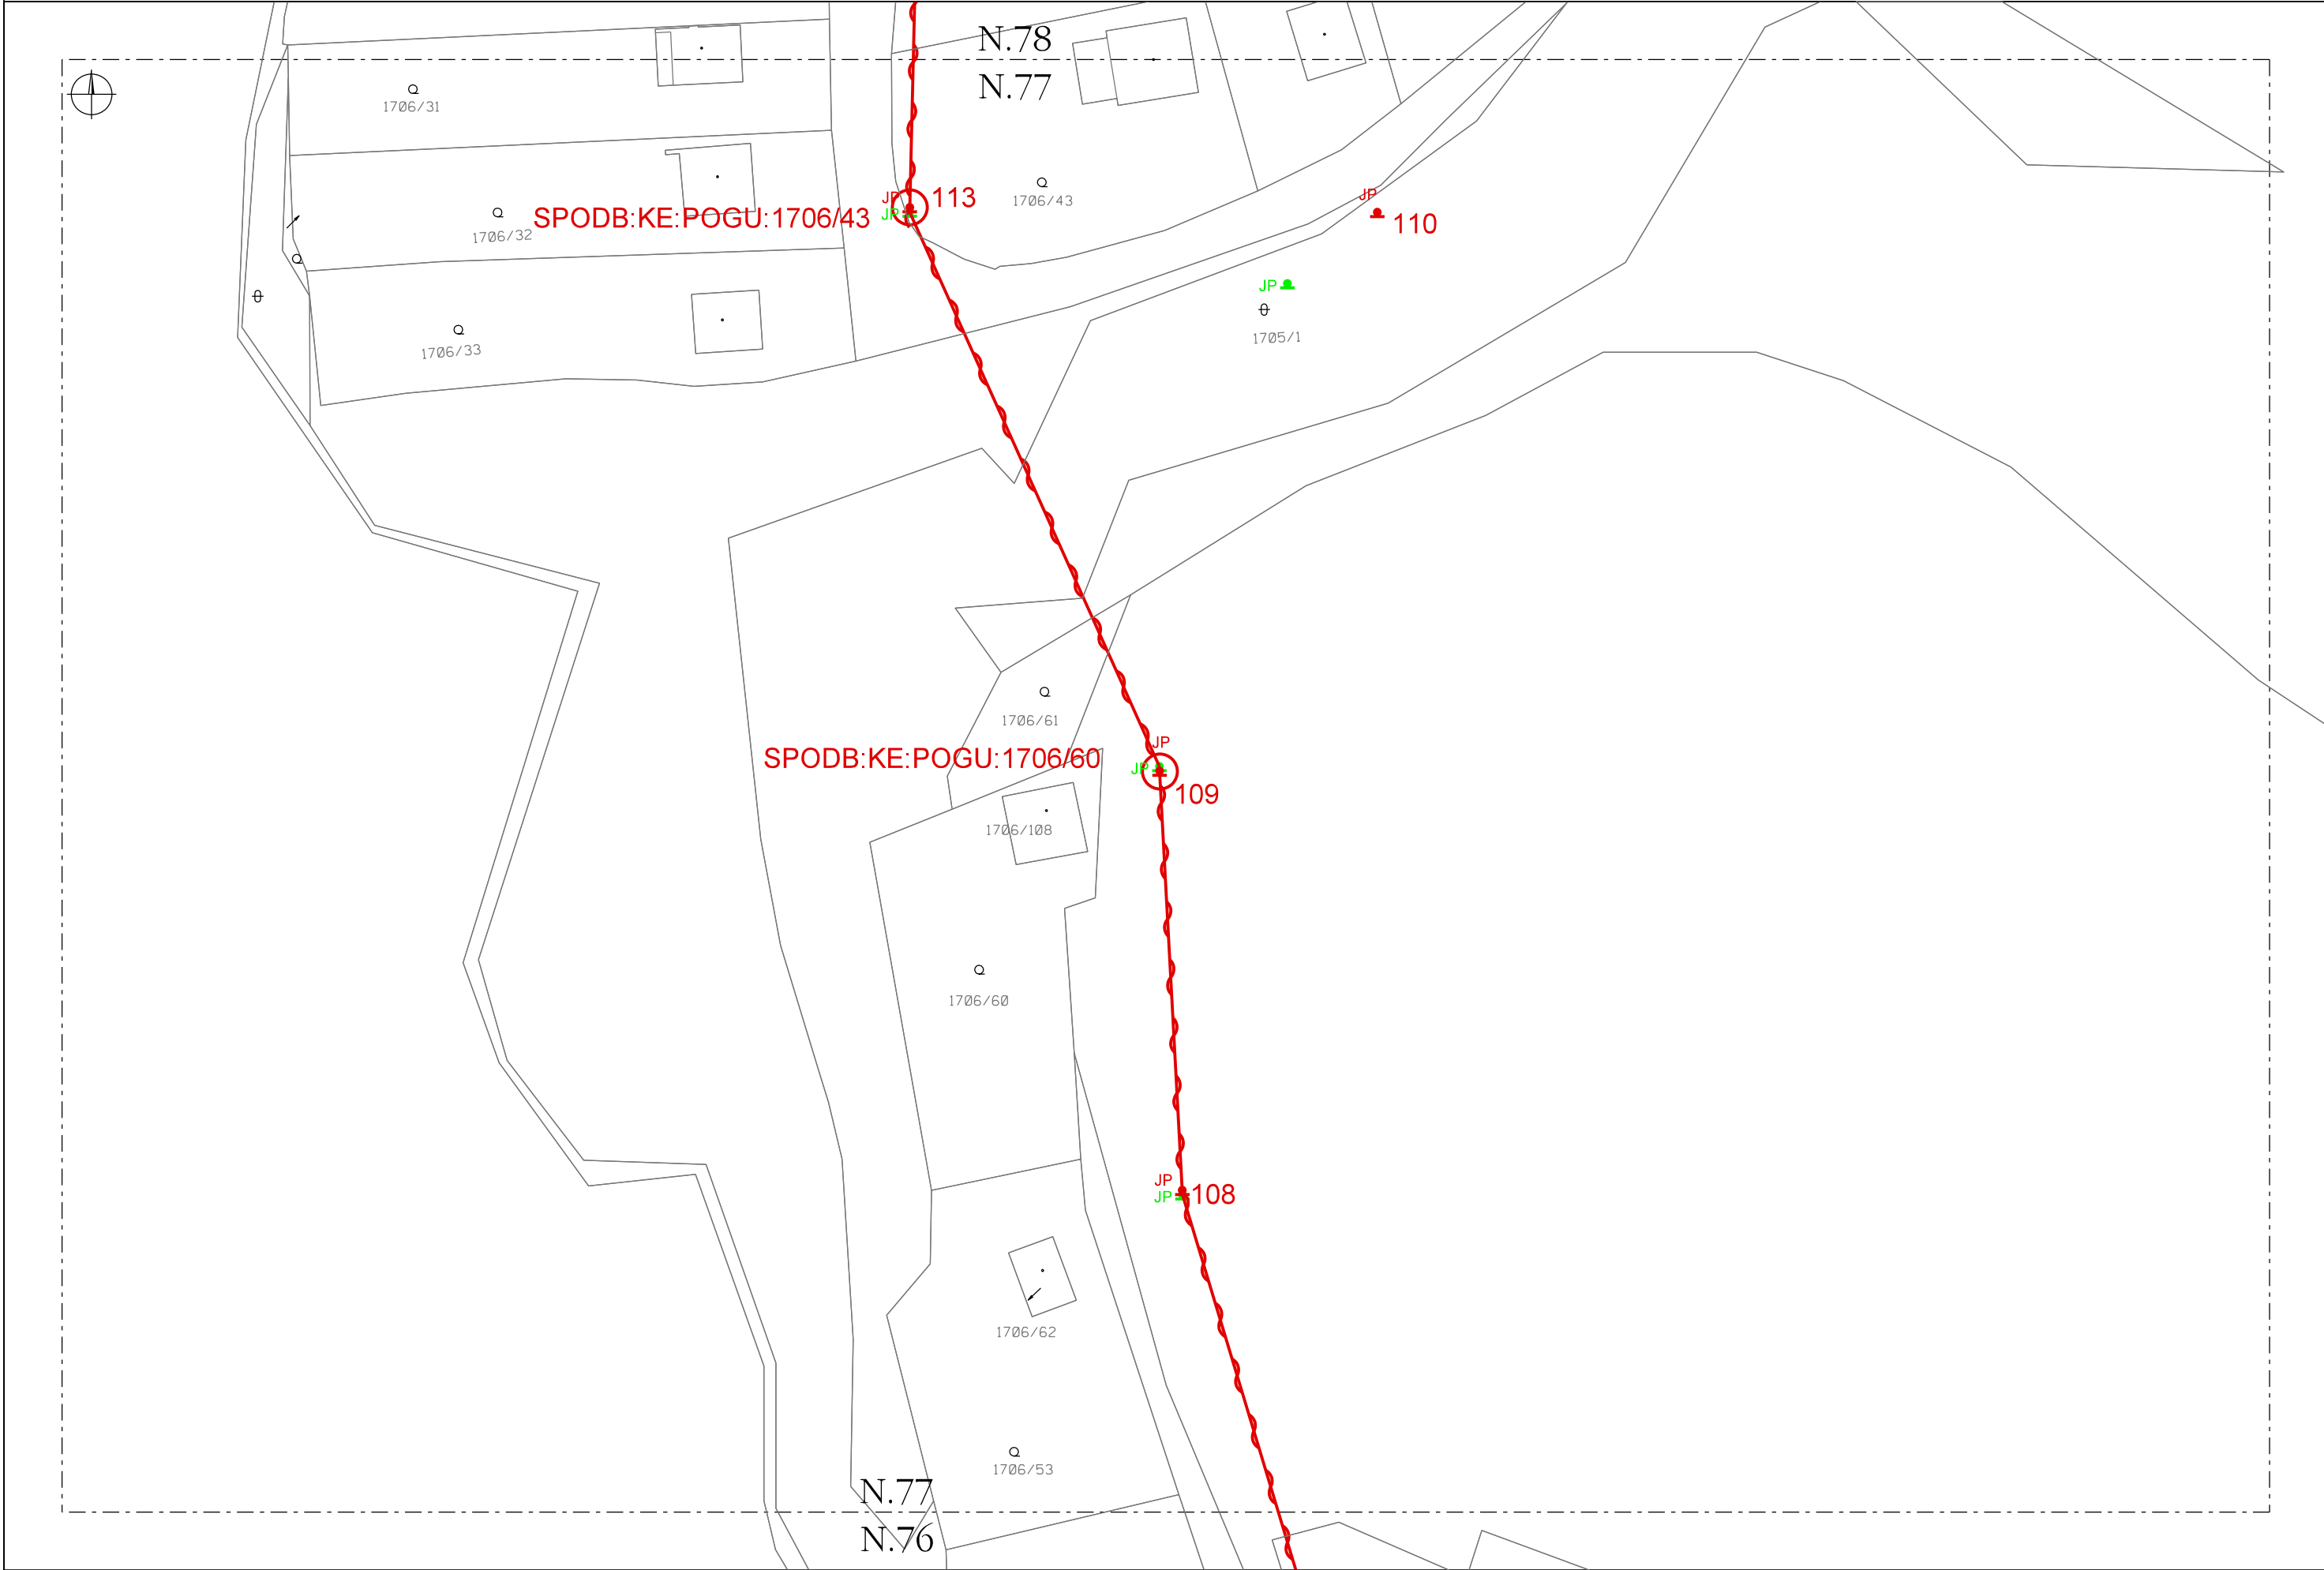 N.78
N.77
1706/31
1706/43
JP
113
JP
SPODB:KE:POGU:1706/43
1706/32
JP
110
JP
1705/1
1706/33
1706/61
JP
SPODB:KE:POGU:1706/60
JP
109
1706/108
1706/60
JP
JP
108
1706/62
1706/53
N.77
N.76